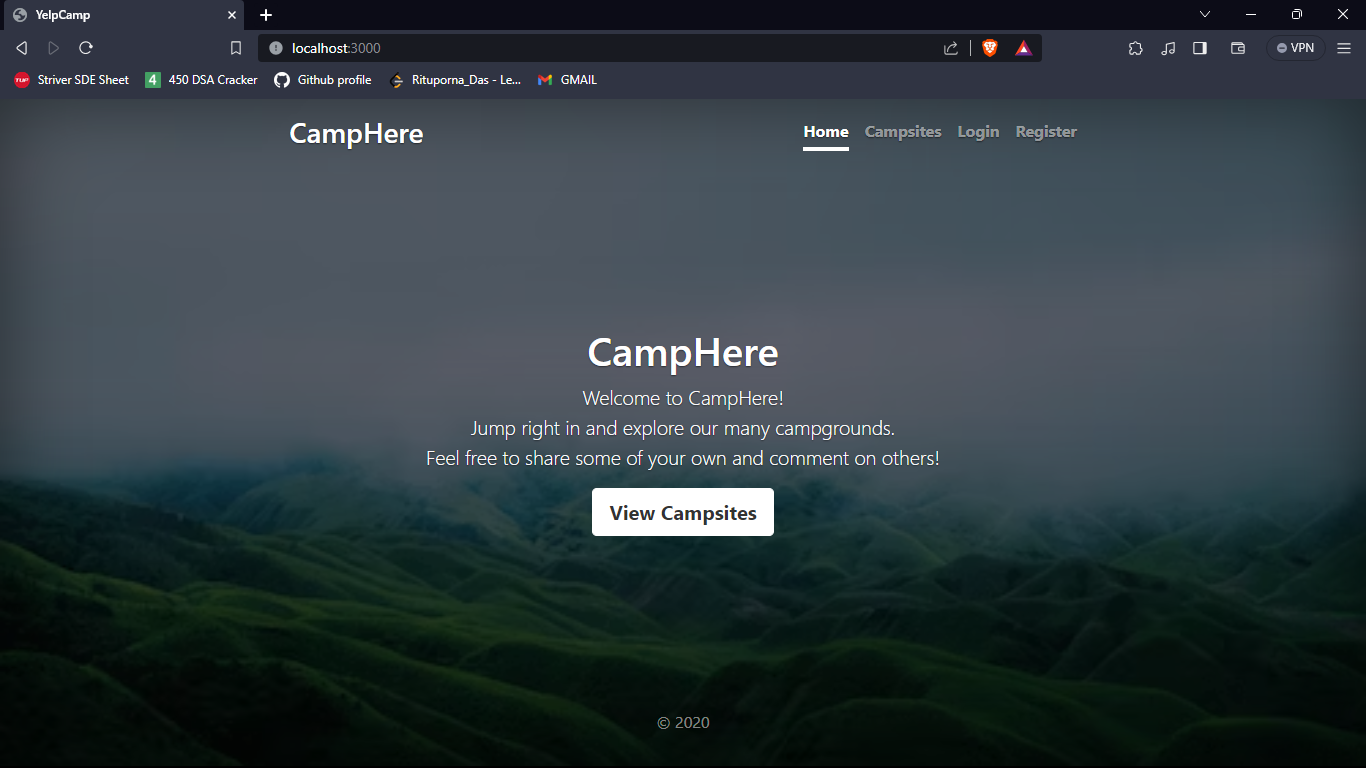 YelpCamp
localhost:3000
VPN
Striver SDE Sheet
4
450 DSA Cracker
Github profile
Rituporna_Das - Le...
GMAIL
CampHere
Home
Campsites
Login
Register
CampHere
Welcome to CampHere!
Jump right in and explore our many campgrounds.
Feel free to share some of your own and comment on others!
View Campsites
© 2020